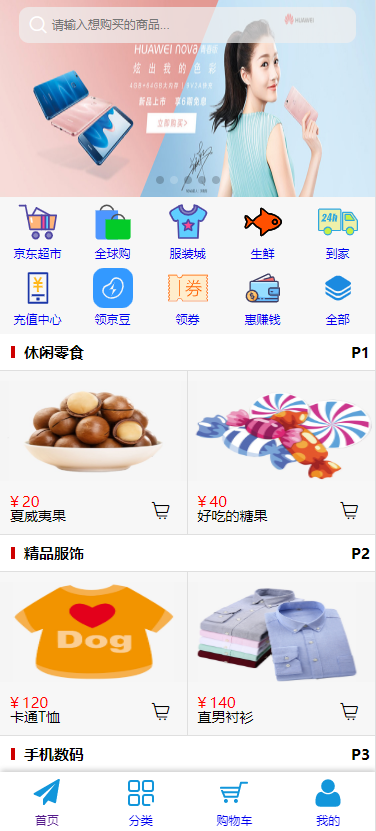 请输入想购买的商品...
HUAWEI
HUAWEI nova 青春版
炫出我的色彩
新品上市 享6期免息
立即购买>
京东超市
全球购
服装城
生鲜
24h
到家
¥
券
充值中心
领京豆
领券
惠赚钱
全部
休闲零食
P1
¥ 20
夏威夷果
¥ 40
好吃的糖果
精品服饰
P2
Dog
¥ 120
卡通T恤
¥ 140
直男衬衫
手机数码
P3
首页
分类
购物车
我的